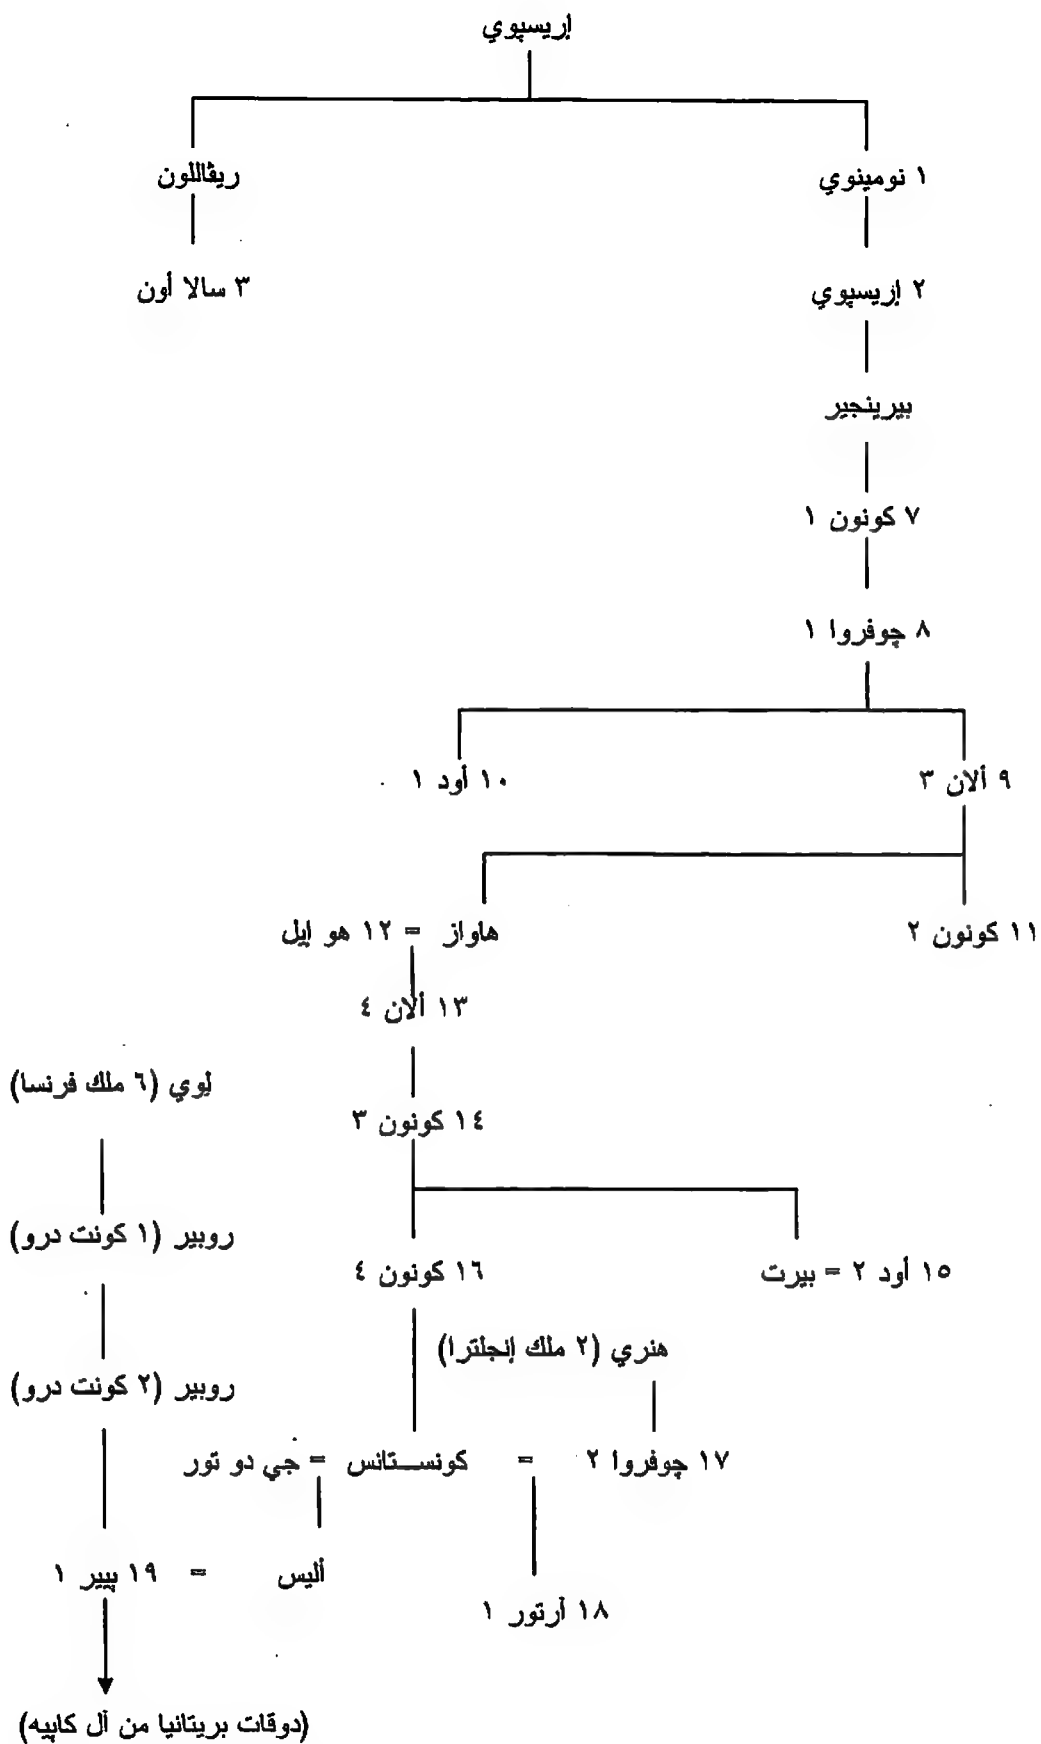 إريسپوي
١ نومينوي
ريڤاللون
٢ إريسپوي
٣ سالا أون
بيرينجير
٧ كونون ١
٨ چوفروا ١
٩ ألان ٣
١٠ أود ١
١١ كونون ٢
هاواز = ١٢ هو إيل
١٣ ألان ٤
لوي (٦ ملك فرنسا)
١٤ كونون ٣
روبير (١ كونت درو)
١٥ أود ٢ = بيرت
١٦ كونون ٤
هنري (٢ ملك إنجلترا)
روبير (٢ كونت درو)
١٧ چوفروا ٢ = كونستانس = جي دو تور
أليس = ١٩ پيير ١
١٨ أرتور ١
(دوقات بريتانيا من آل كاپيه)